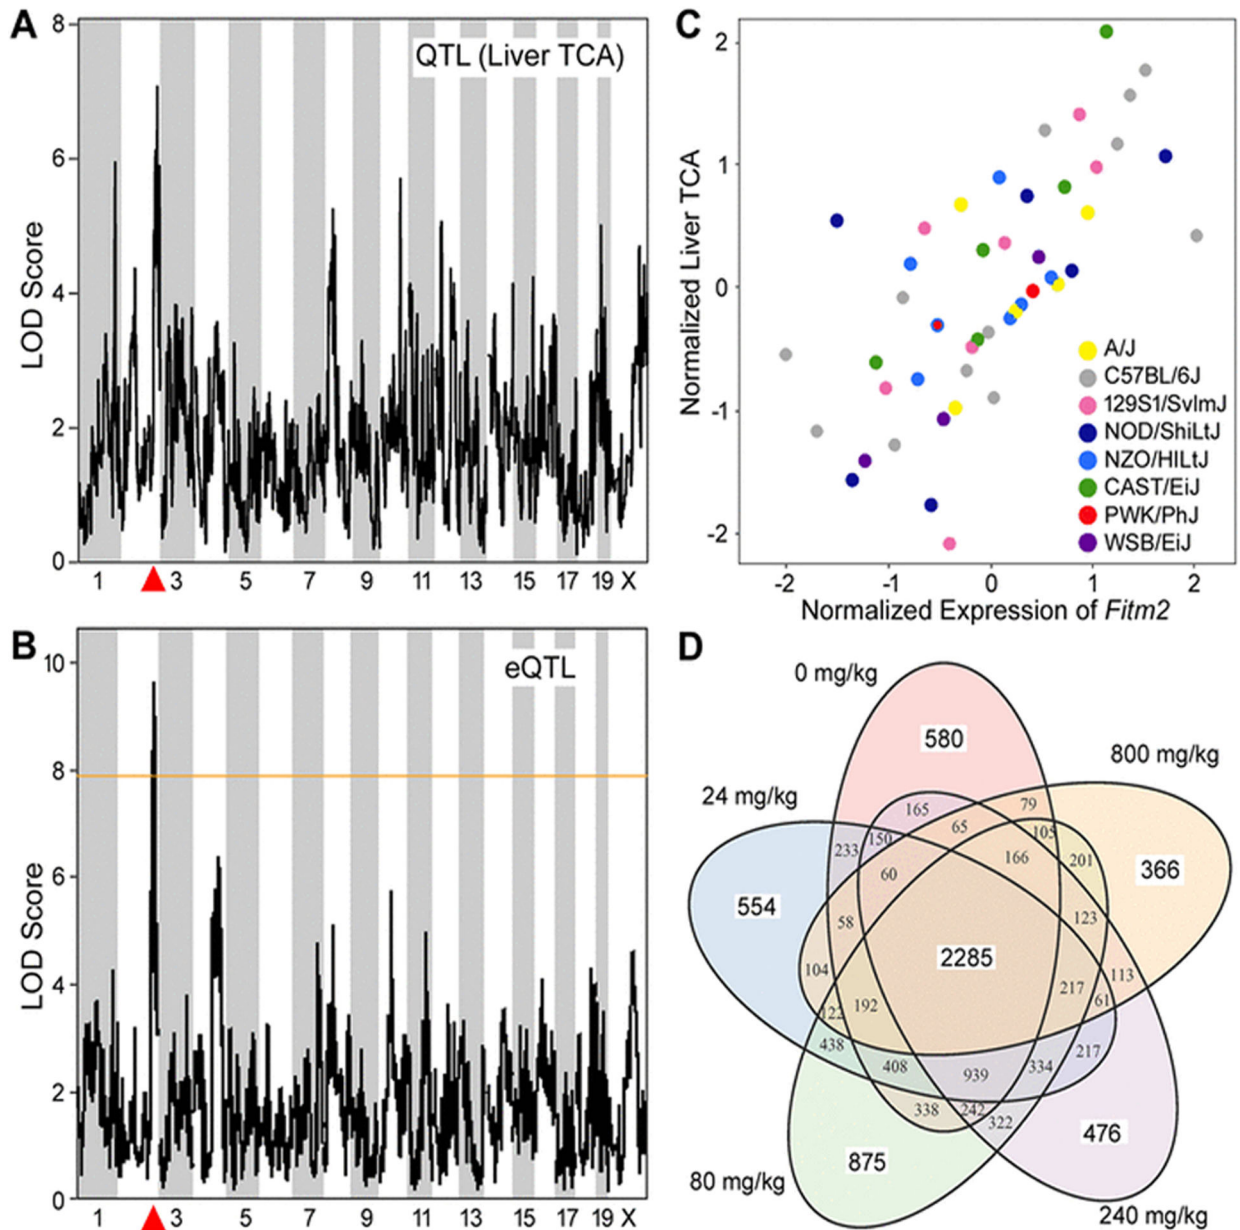 A
QTL (Liver TCA)
LOD Score
8
6
4
2
0
1 3 5 7 9 11 13 15 17 19 X
B
eQTL
LOD Score
10
8
6
4
2
0
1 3 5 7 9 11 13 15 17 19 X
C
Normalized Liver TCA
2
1
0
-1
-2
A/J
C57BL/6J
129S1/SvlmJ
NOD/ShiLtJ
NZO/HILtJ
CAST/EiJ
PWK/PhJ
WSB/EiJ
-2 -1 0 1 2
Normalized Expression of Fitm2
D
0 mg/kg
800 mg/kg
24 mg/kg
80 mg/kg
240 mg/kg
580
165 65 79
105
233 150
166 201
60
366
554
58 123
2285
104 113
217 61
122 192
438 217
408 939 334
338 242
322
476
875